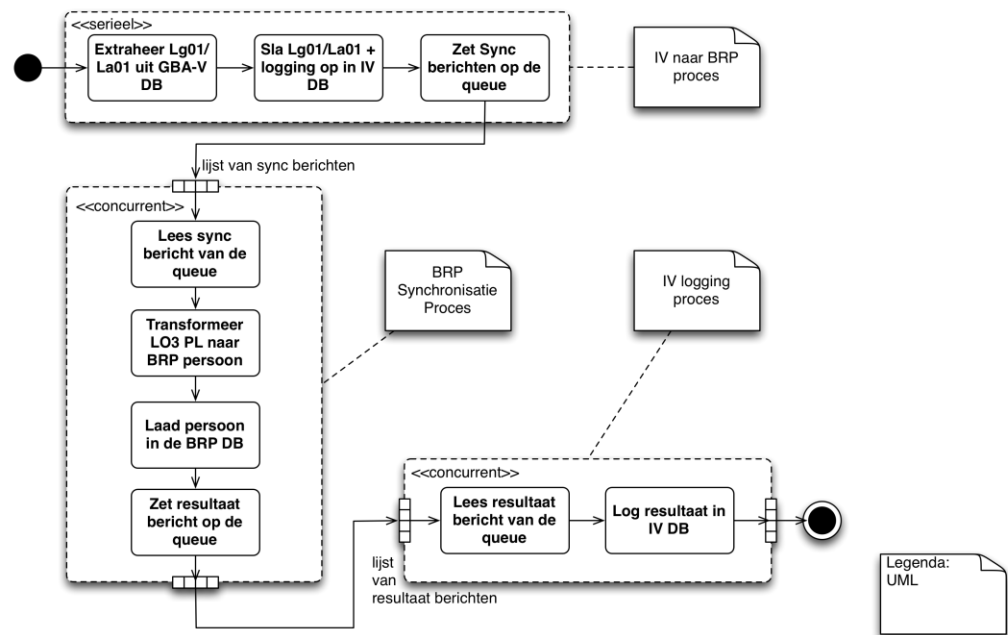 <<serieel>>
Extraheer Lg01/
La01 uit GBA-V
DB
Sla Lg01/La01 +
logging op in IV
DB
Zet Sync
berichten op de
queue
IV naar BRP
proces
lijst van sync berichten
<<concurrent>>
Lees sync
bericht van de
queue
Transformeer
LO3 PL naar
BRP persoon
Laad persoon
in de BRP DB
Zet resultaat
bericht op de
queue
BRP
Synchronisatie
Proces
IV logging
proces
<<concurrent>>
Lees resultaat
bericht van de
queue
Log resultaat in
IV DB
lijst
van
resultaat berichten
Legenda:
UML